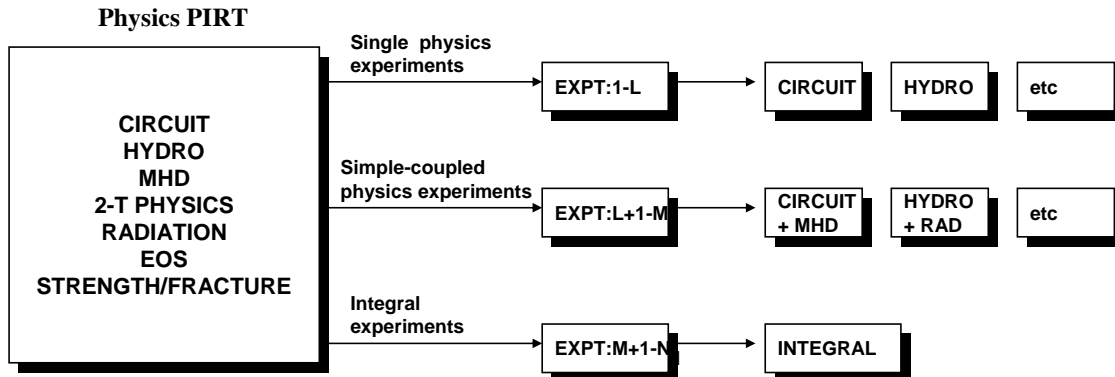 Physics PIRT
CIRCUIT
HYDRO
MHD
2-T PHYSICS
RADIATION
EOS
STRENGTH/FRACTURE
Single physics
experiments
EXPT:1-L
CIRCUIT
HYDRO
etc
Simple-coupled
physics experiments
EXPT:L+1-M
CIRCUIT
+ MHD
HYDRO
+ RAD
etc
Integral
experiments
EXPT:M+1-N
INTEGRAL